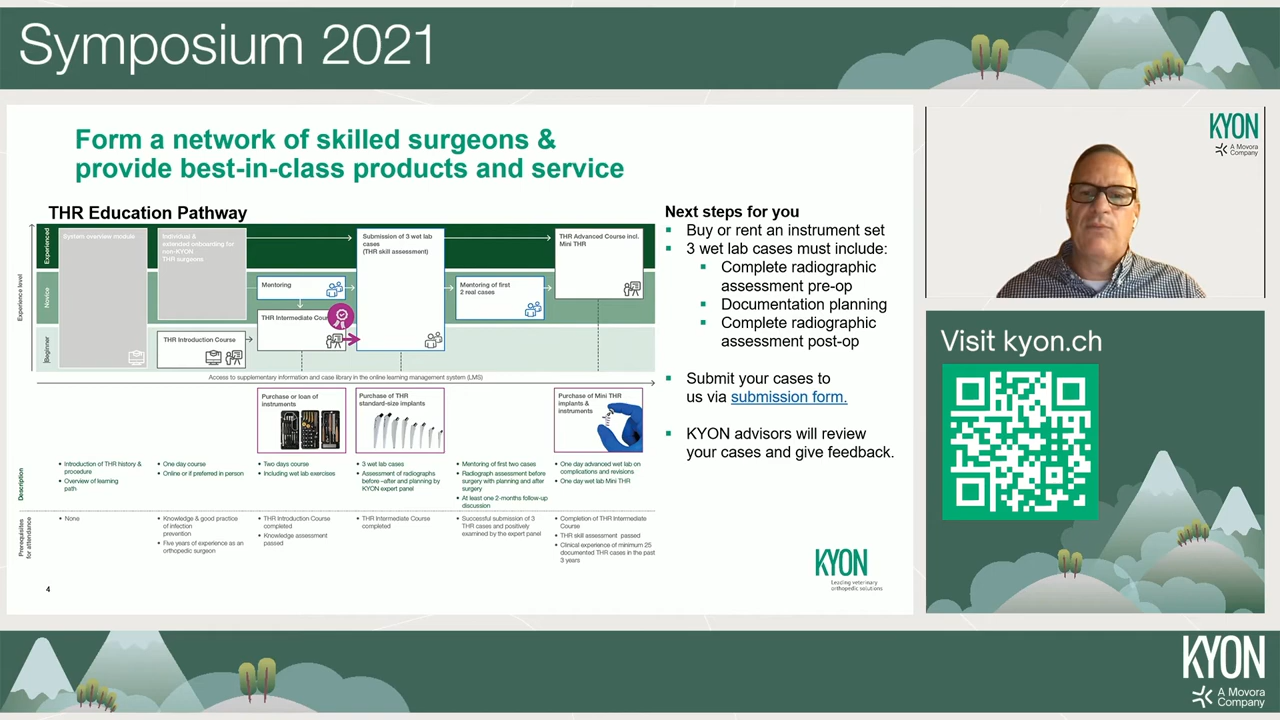 Symposium 2021
Form a network of skilled surgeons &
provide best-in-class products and service
THR Education Pathway
Experience level
Experienced
Novice
Beginner
System overview module
Individual &
extended onboarding for
non-KYON
THR surgeons
Submission of 3 wet lab
cases
(THR skill assessment)
THR Advanced Course incl.
Mini THR
Mentoring
Mentoring of first
2 real cases
THR Intermediate Cour
THR Introduction Course
Access to supplementary information and case library in the online learning management system (LMS)
Purchase or loan of
instruments
Purchase of THR
standard-size implants
Purchase of Mini THR
implants &
instruments
Description
• Introduction of THR history &
procedure
• Overview of learning
path
• One day course
• Online or if preferred in person
• Two days course
• Including wet lab exercises
• 3 wet lab cases
• Assessment of radiographs
before –after and planning by
KYON expert panel
• Mentoring of first two cases
• Radiograph assessment before
surgery with planning and after
surgery
• At least one 2-months follow-up
discussion
• One day advanced wet lab on
complications and revisions
• One day wet lab Mini THR
Prerequisites
for attendance
• None
• Knowledge & good practice
of infection
prevention
• Five years of experience as an
orthopedic surgeon
• THR Introduction Course
completed
• Knowledge assessment
passed
• THR Intermediate Course
completed
• Successful submission of 3
THR cases and positively
examined by the expert panel
• Completion of THR Intermediate
Course
• THR skill assessment passed
• Clinical experience of minimum 25
documented THR cases in the past
3 years
4
Next steps for you
▪ Buy or rent an instrument set
▪ 3 wet lab cases must include:
▪ Complete radiographic
assessment pre-op
▪ Documentation planning
▪ Complete radiographic
assessment post-op
▪ Submit your cases to
us via submission form.
▪ KYON advisors will review
your cases and give feedback.
KYON
Leading veterinary
orthopedic solutions
KYON
A Movora
Company
Visit kyon.ch
KYON
A Movora
Company